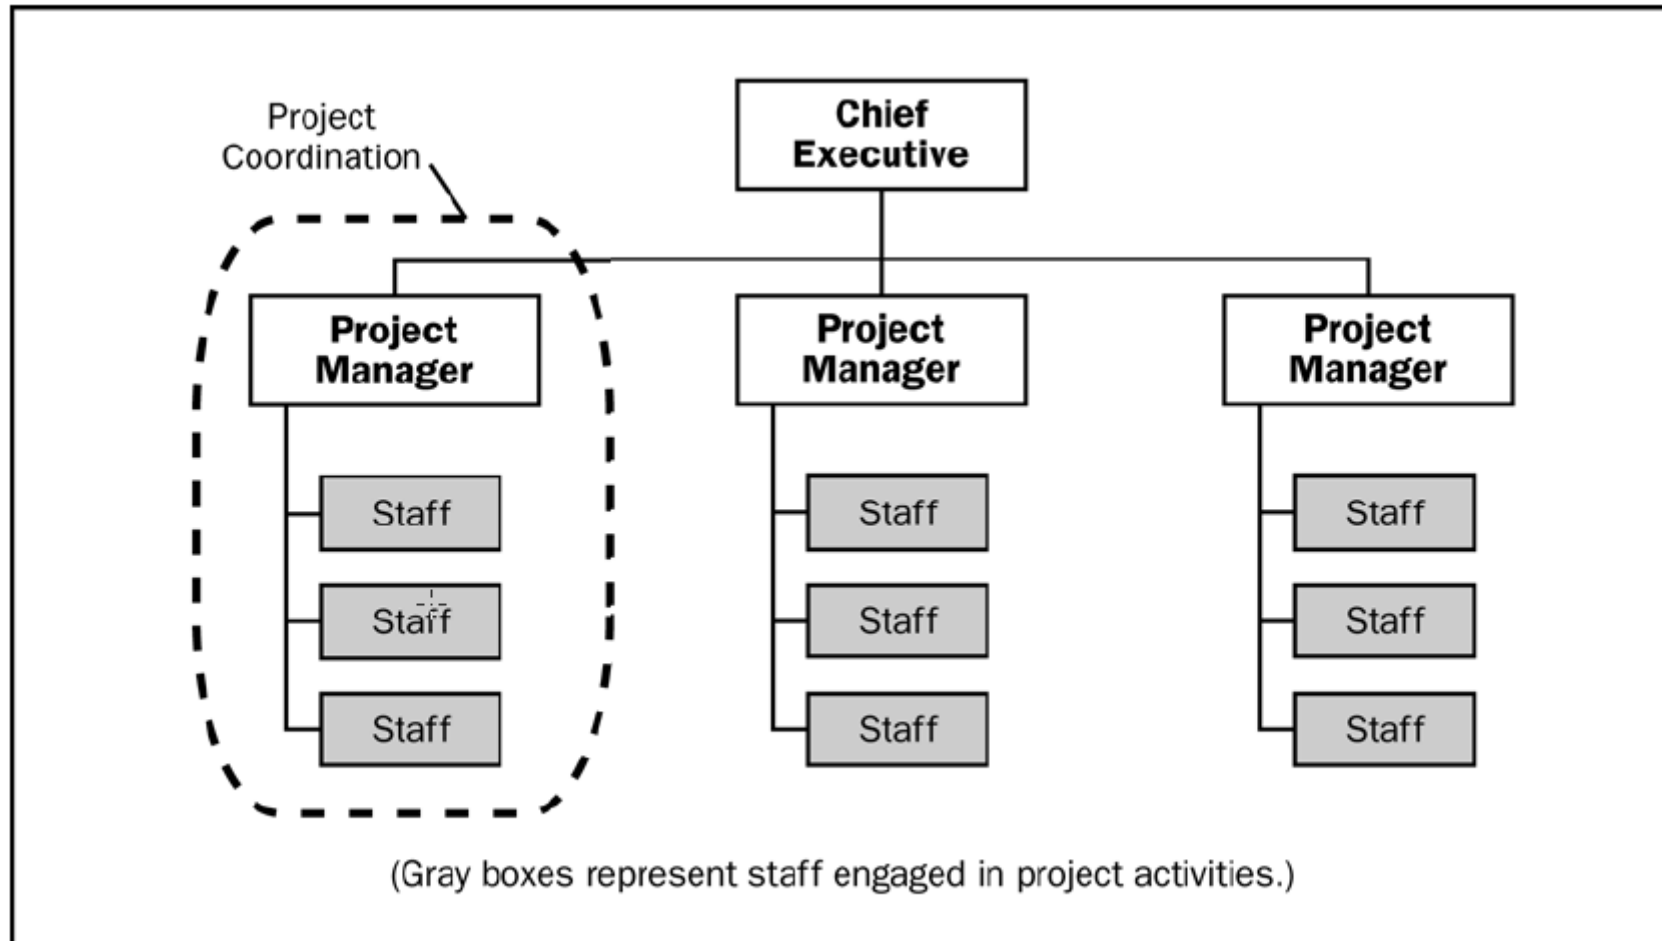 Project
Coordination
Chief
Executive
Project
Manager
Project
Manager
Project
Manager
Staff
Staff
Staff
Staff
Staff
Staff
Staff
Staff
Staff
(Gray boxes represent staff engaged in project activities.)